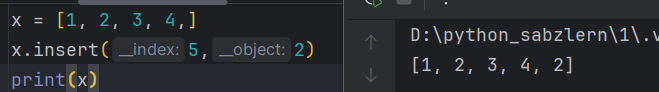 x = [1, 2, 3, 4,]
x.insert(__index: 5, __object: 2)
print(x)
D:\python_sabzlern\1\.v
[1, 2, 3, 4, 2]